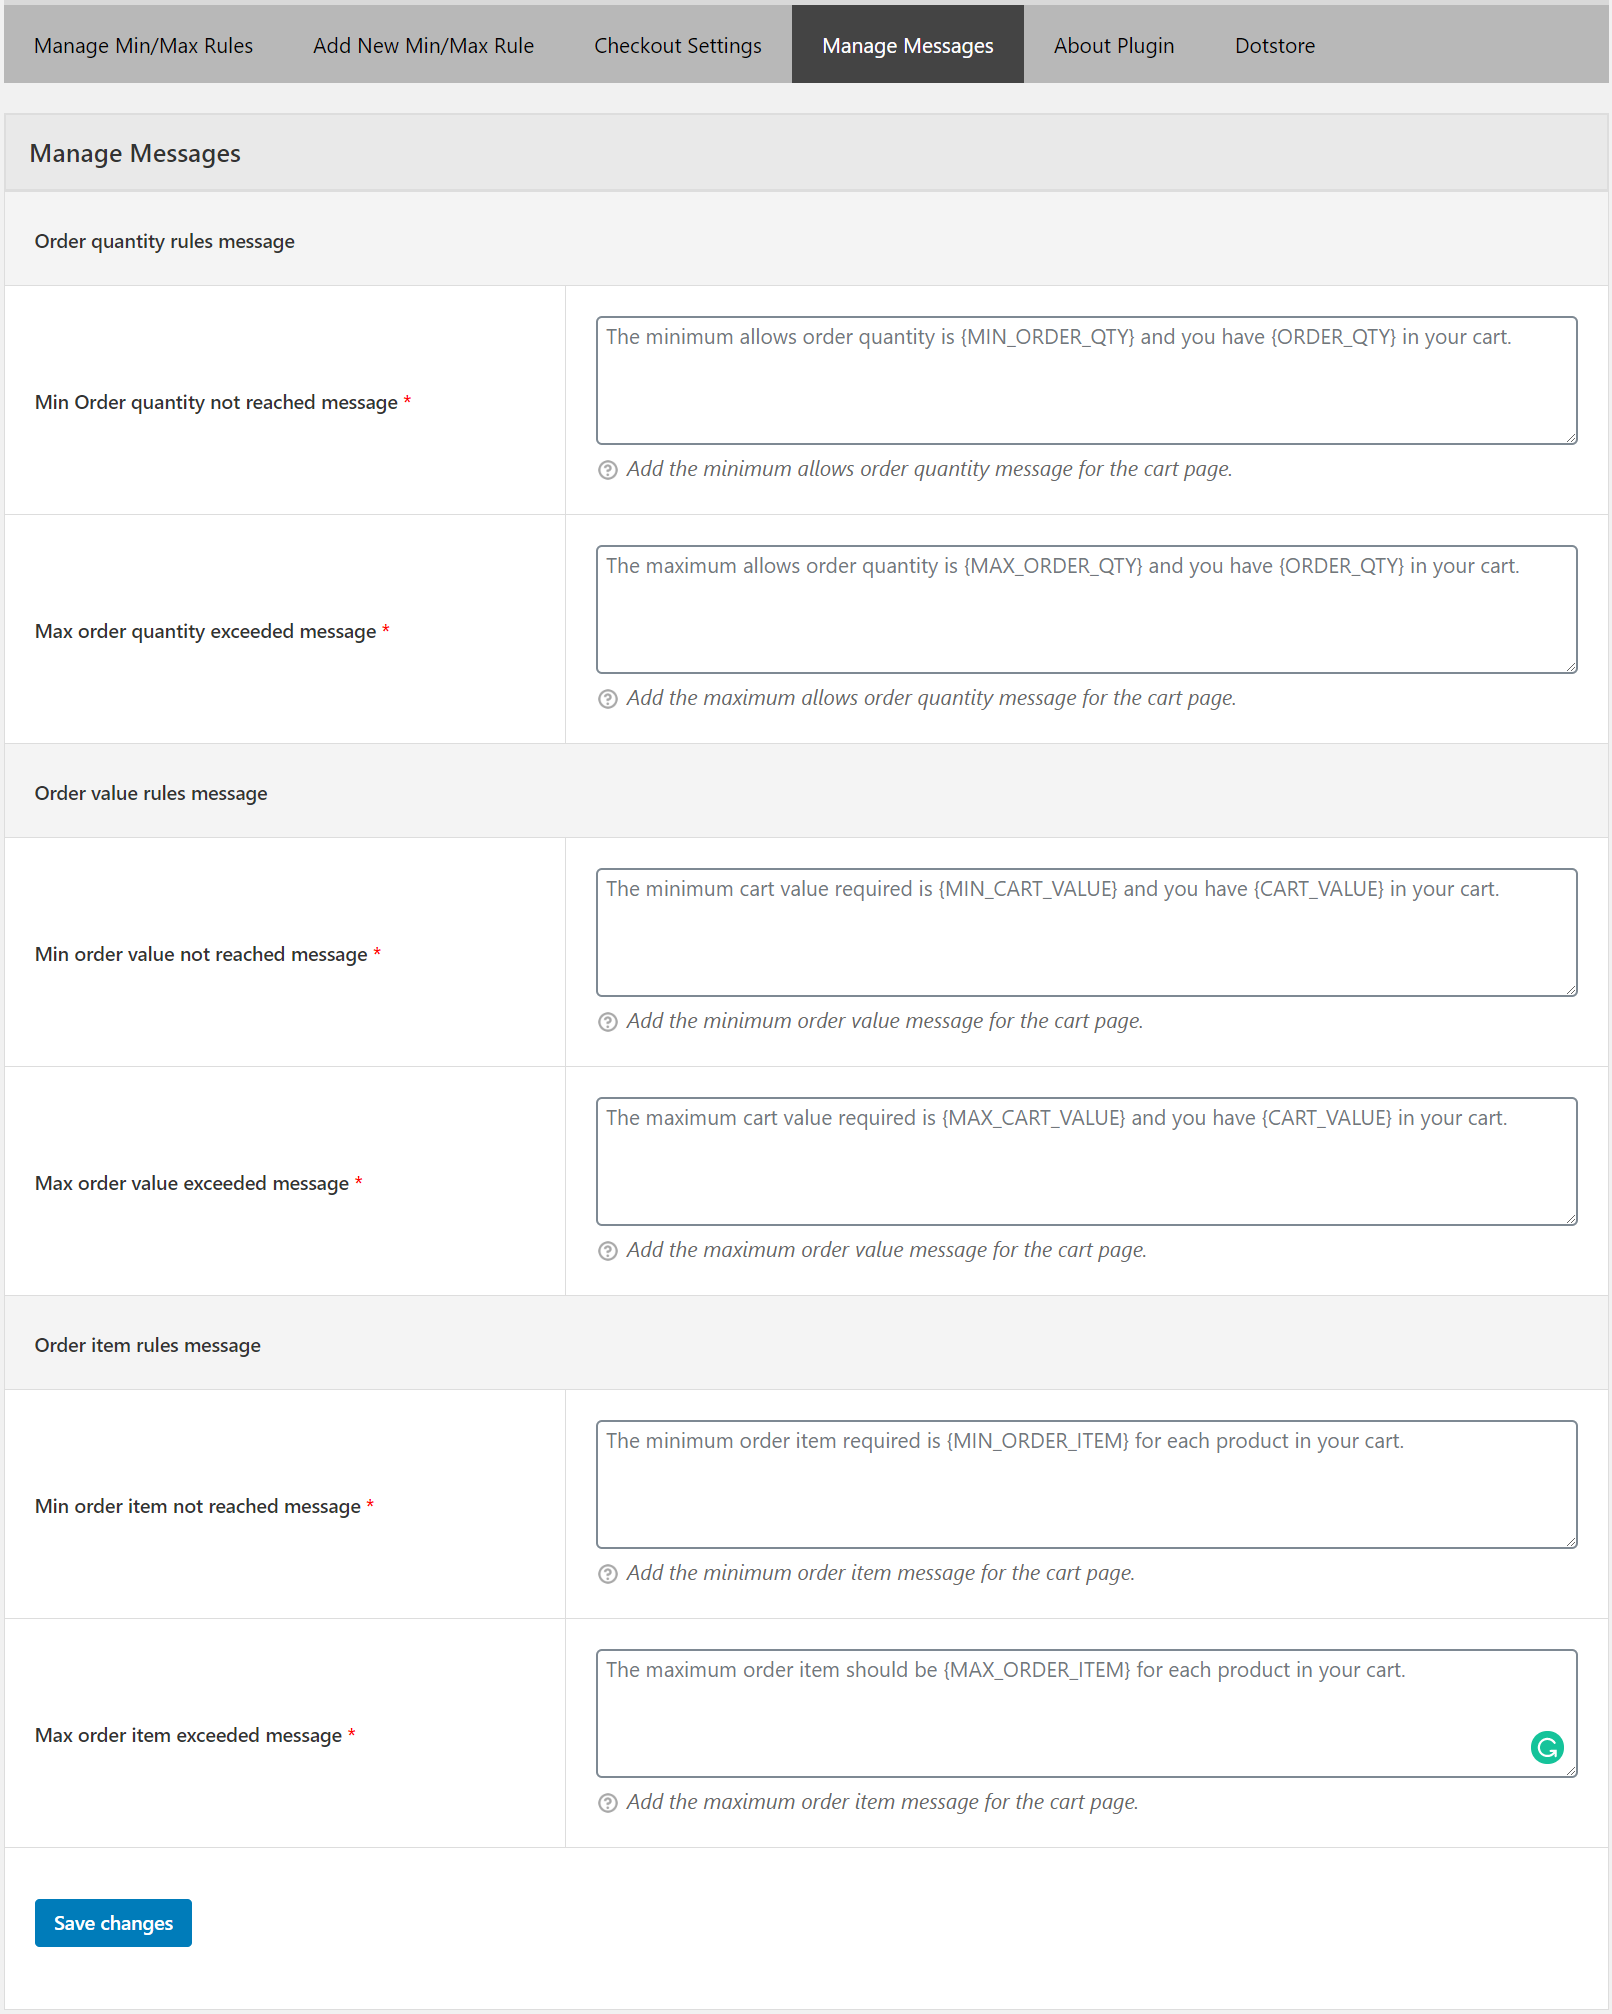 Manage Min/Max Rules
Add New Min/Max Rule
Checkout Settings
Manage Messages
About Plugin
Dotstore
Manage Messages
Order quantity rules message
Min Order quantity not reached message *
The minimum allows order quantity is {MIN_ORDER_QTY} and you have {ORDER_QTY} in your cart.
Add the minimum allows order quantity message for the cart page.
Max order quantity exceeded message *
The maximum allows order quantity is {MAX_ORDER_QTY} and you have {ORDER_QTY} in your cart.
Add the maximum allows order quantity message for the cart page.
Order value rules message
Min order value not reached message *
The minimum cart value required is {MIN_CART_VALUE} and you have {CART_VALUE} in your cart.
Add the minimum order value message for the cart page.
Max order value exceeded message *
The maximum cart value required is {MAX_CART_VALUE} and you have {CART_VALUE} in your cart.
Add the maximum order value message for the cart page.
Order item rules message
Min order item not reached message *
The minimum order item required is {MIN_ORDER_ITEM} for each product in your cart.
Add the minimum order item message for the cart page.
Max order item exceeded message *
The maximum order item should be {MAX_ORDER_ITEM} for each product in your cart.
Add the maximum order item message for the cart page.
Save changes